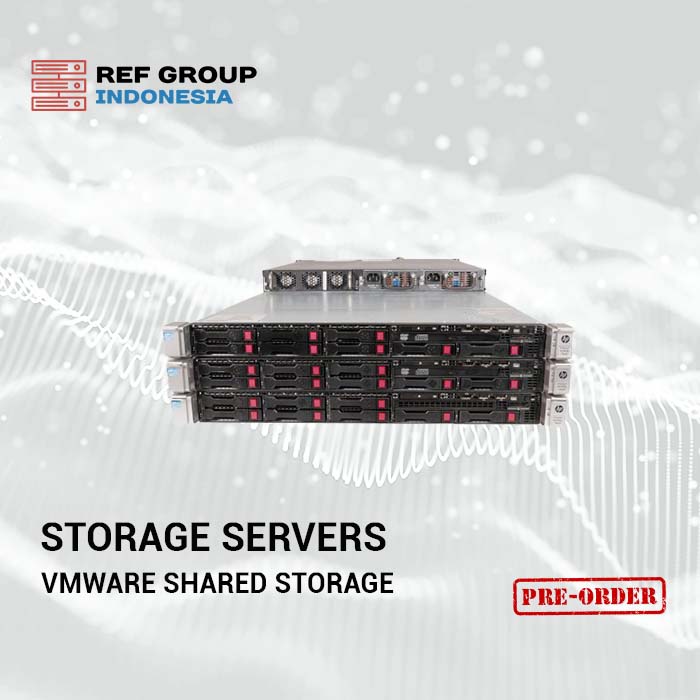 REF GROUP
INDONESIA
STORAGE SERVERS
VMWARE SHARED STORAGE
PRE-ORDER